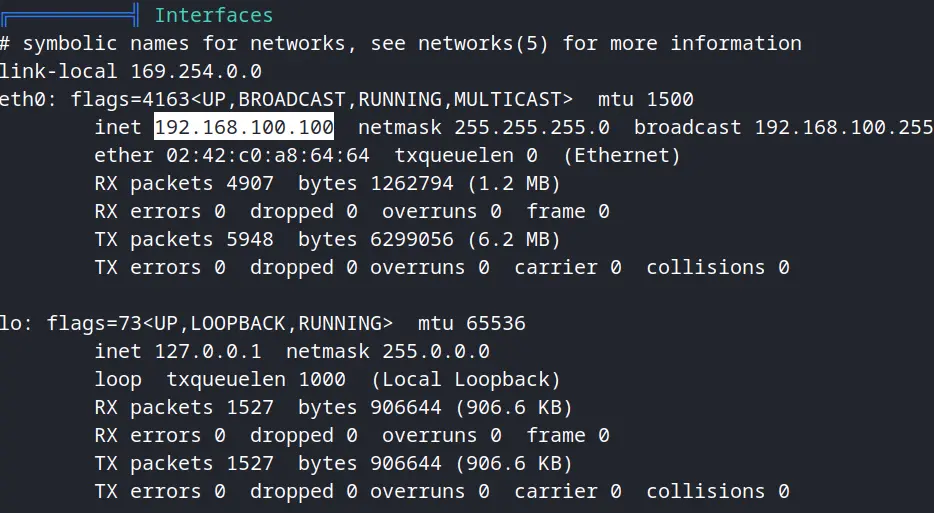 ╔══════════╣ Interfaces
# symbolic names for networks, see networks(5) for more information
link-local 169.254.0.0
eth0: flags=4163<UP,BROADCAST,RUNNING,MULTICAST>  mtu 1500
        inet 192.168.100.100  netmask 255.255.255.0  broadcast 192.168.100.255
        ether 02:42:c0:a8:64:64  txqueuelen 0  (Ethernet)
        RX packets 4907  bytes 1262794 (1.2 MB)
        RX errors 0  dropped 0  overruns 0  frame 0
        TX packets 5948  bytes 6299056 (6.2 MB)
        TX errors 0  dropped 0 overruns 0  carrier 0  collisions 0

lo: flags=73<UP,LOOPBACK,RUNNING>  mtu 65536
        inet 127.0.0.1  netmask 255.0.0.0
        loop  txqueuelen 1000  (Local Loopback)
        RX packets 1527  bytes 906644 (906.6 KB)
        RX errors 0  dropped 0  overruns 0  frame 0
        TX packets 1527  bytes 906644 (906.6 KB)
        TX errors 0  dropped 0 overruns 0  carrier 0  collisions 0